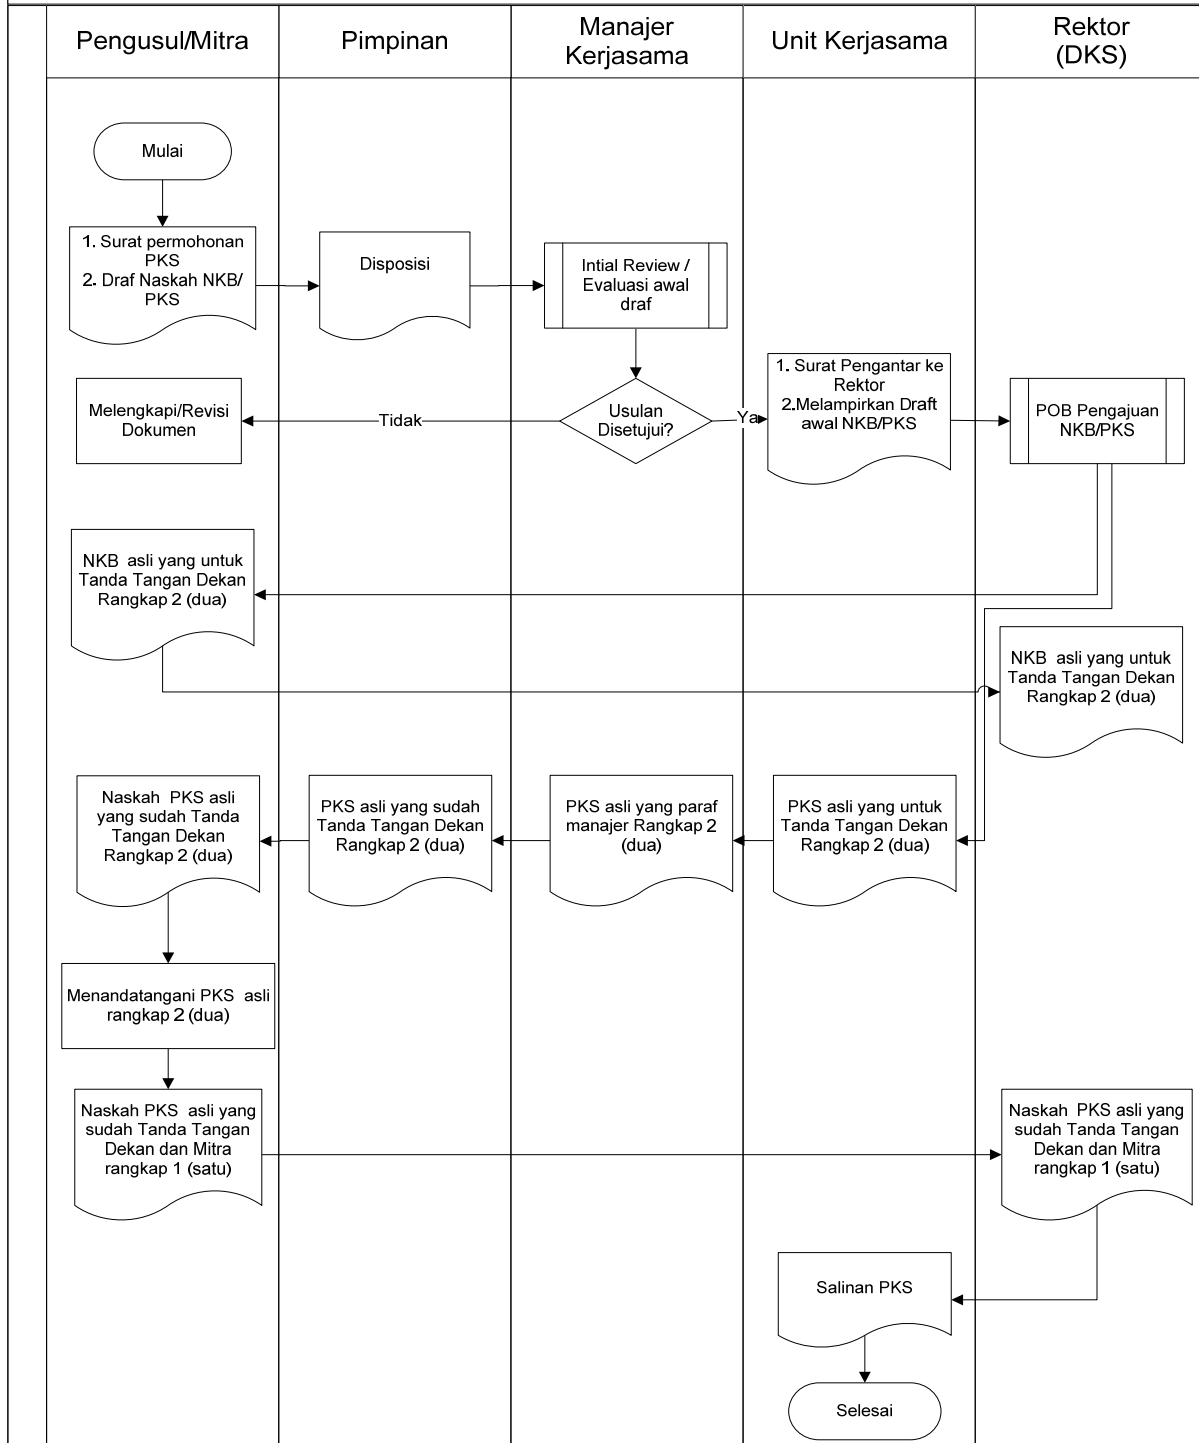 Pengusul/Mitra
Pimpinan
Manajer
Kerjasama
Unit Kerjasama
Rektor
(DKS)
Mulai
1. Surat permohonan
PKS
2. Draf Naskah NKB/
PKS
Disposisi
Intial Review /
Evaluasi awal
draf
Melengkapi/Revisi
Dokumen
Tidak
Usulan
Disetujui?
Ya
1. Surat Pengantar ke
Rektor
2.Melampirkan Draft
awal NKB/PKS
POB Pengajuan
NKB/PKS
NKB asli yang untuk
Tanda Tangan Dekan
Rangkap 2 (dua)
NKB asli yang untuk
Tanda Tangan Dekan
Rangkap 2 (dua)
Naskah PKS asli
yang sudah Tanda
Tangan Dekan
Rangkap 2 (dua)
PKS asli yang sudah
Tanda Tangan Dekan
Rangkap 2 (dua)
PKS asli yang paraf
manajer Rangkap 2
(dua)
PKS asli yang untuk
Tanda Tangan Dekan
Rangkap 2 (dua)
Menandatangani PKS asli
rangkap 2 (dua)
Naskah PKS asli yang
sudah Tanda Tangan
Dekan dan Mitra
rangkap 1 (satu)
Naskah PKS asli yang
sudah Tanda Tangan
Dekan dan Mitra
rangkap 1 (satu)
Salinan PKS
Selesai